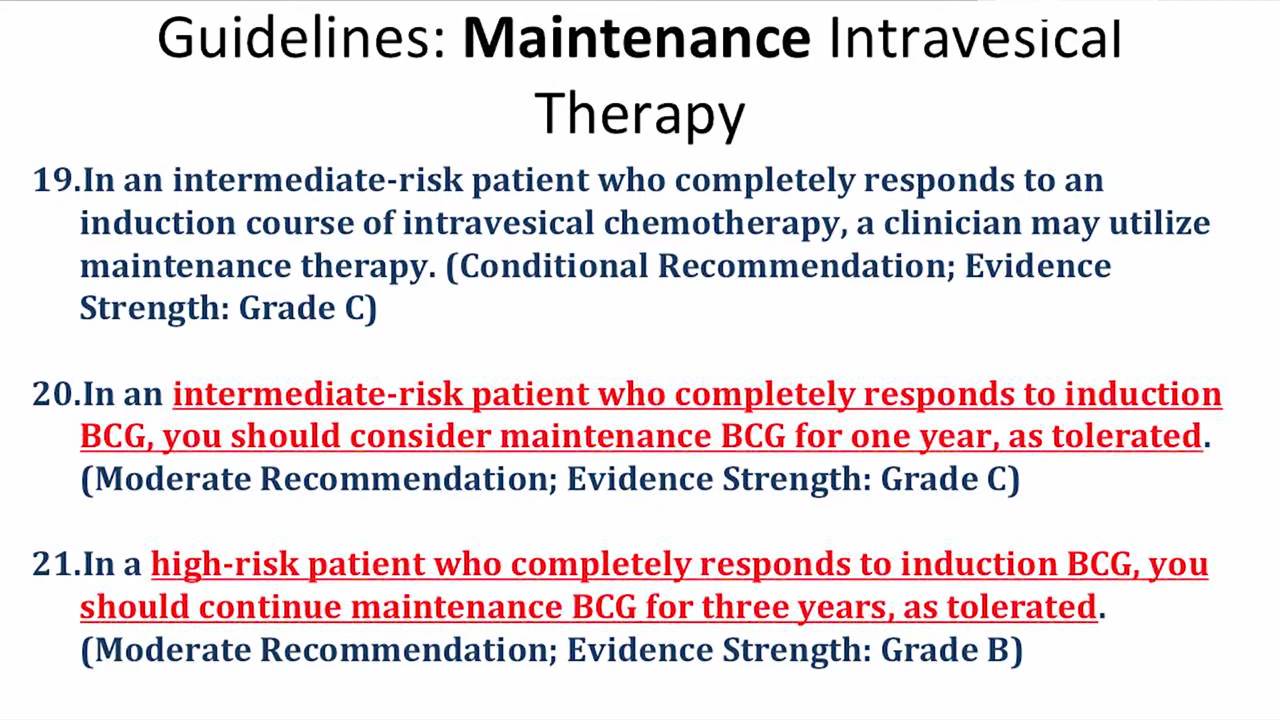 Guidelines: Maintenance Intravesical
Therapy
19.In an intermediate-risk patient who completely responds to an
induction course of intravesical chemotherapy, a clinician may utilize
maintenance therapy. (Conditional Recommendation; Evidence
Strength: Grade C)
20.In an intermediate-risk patient who completely responds to induction
BCG, you should consider maintenance BCG for one year, as tolerated.
(Moderate Recommendation; Evidence Strength: Grade C)
21.In a high-risk patient who completely responds to induction BCG, you
should continue maintenance BCG for three years, as tolerated.
(Moderate Recommendation; Evidence Strength: Grade B)